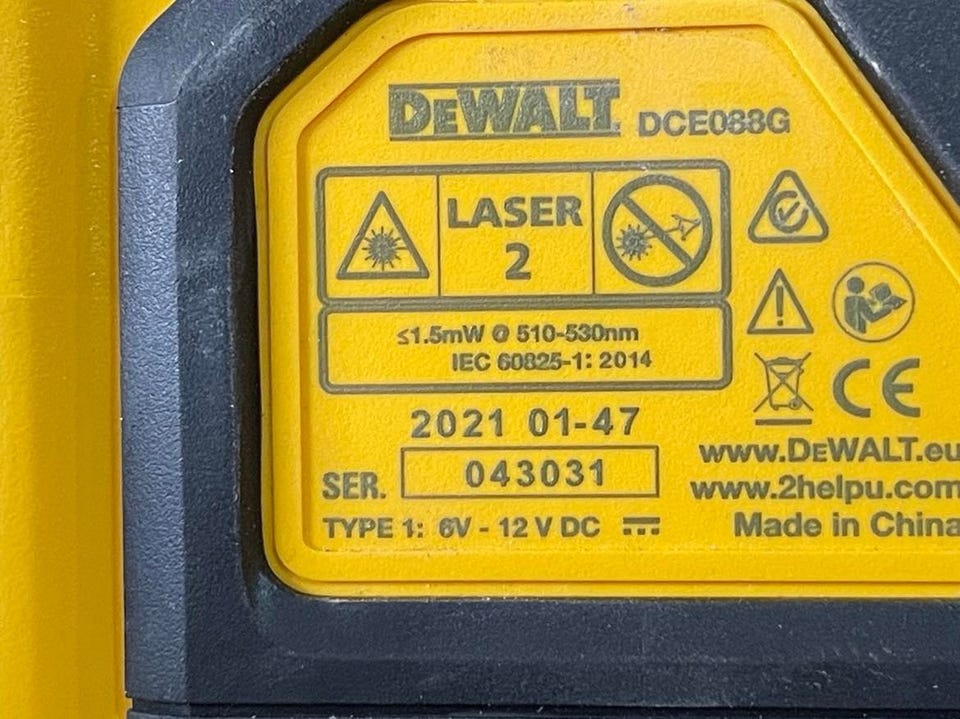 DEWALT DCE088G
LASER
2
≤1.5mW @ 510-530nm
IEC 60825-1: 2014
2021 01-47
SER. 043031
TYPE 1: 6V - 12 V DC
CE
www.DEWALT.eu
www.2helpu.com
Made in China